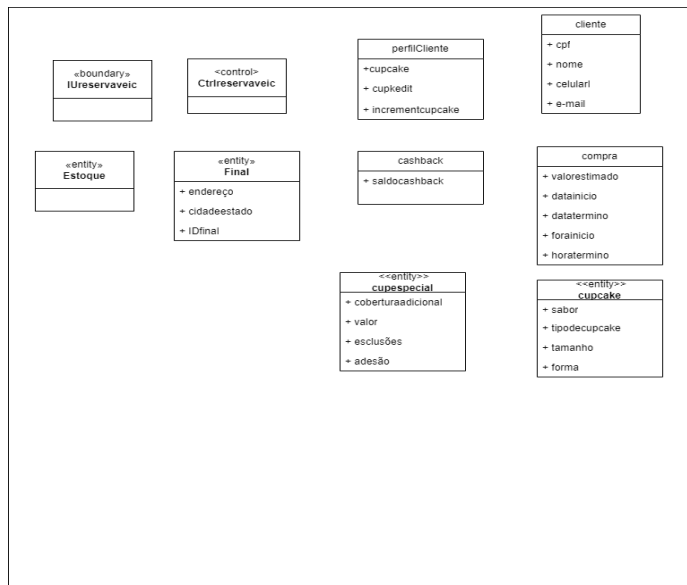 «boundary»
IUreservaveic
<control>
Ctrlreservaveic
perfilCliente
+cupcake
+ cupkedit
+ incrementcupcake
cliente
+ cpf
+ nome
+ celularl
+ e-mail
«entity»
Estoque
«entity»
Final
+ endereço
+ cidadeestado
+ IDfinal
cashback
+ saldocashback
compra
+ valorestimado
+ datainicio
+ datatermino
+ forainicio
+ horatermino
<<entity>>
cupespecial
+ coberturaadicional
+ valor
+ esclusões
+ adesão
<<entity>>
cupcake
+ sabor
+ tipodecupcake
+ tamanho
+ forma